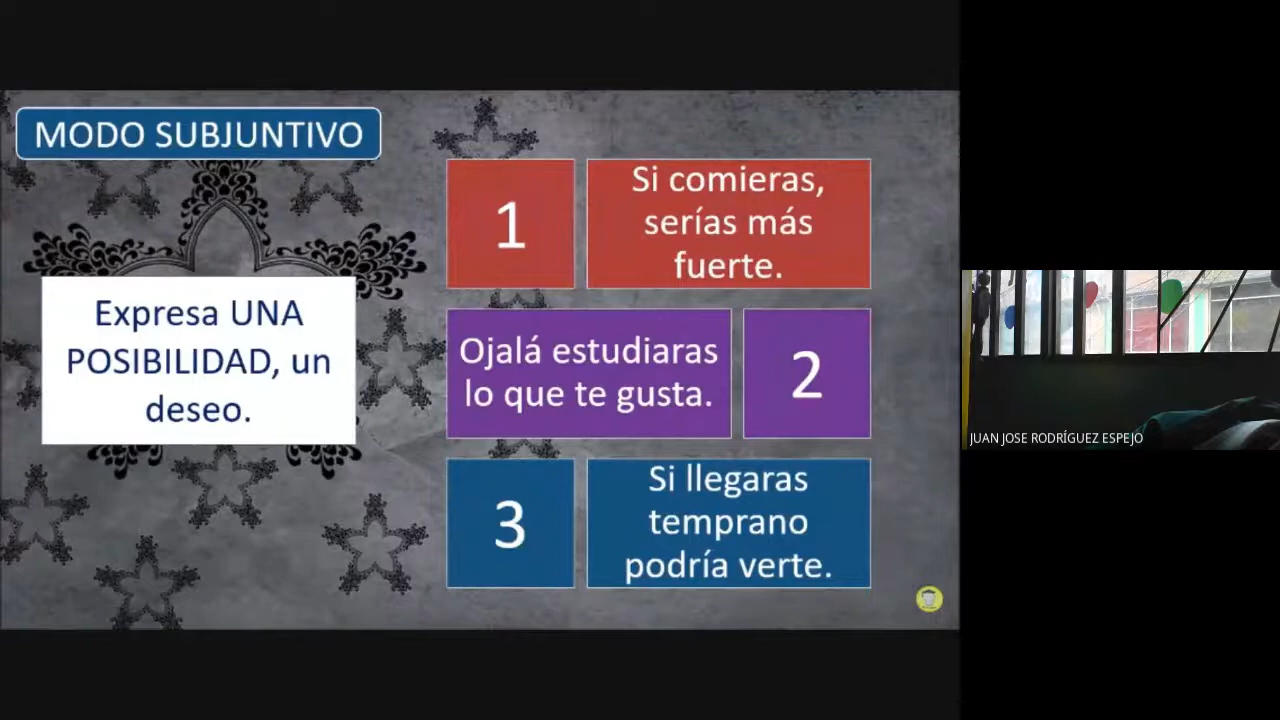 MODO SUBJUNTIVO
Expresa UNA
POSIBILIDAD, un
deseo.
1
Si comieras,
serías más
fuerte.
Ojalá estudiaras
lo que te gusta.
2
3
Si llegaras
temprano
podría verte.
JUAN JOSE RODRÍGUEZ ESPEJO